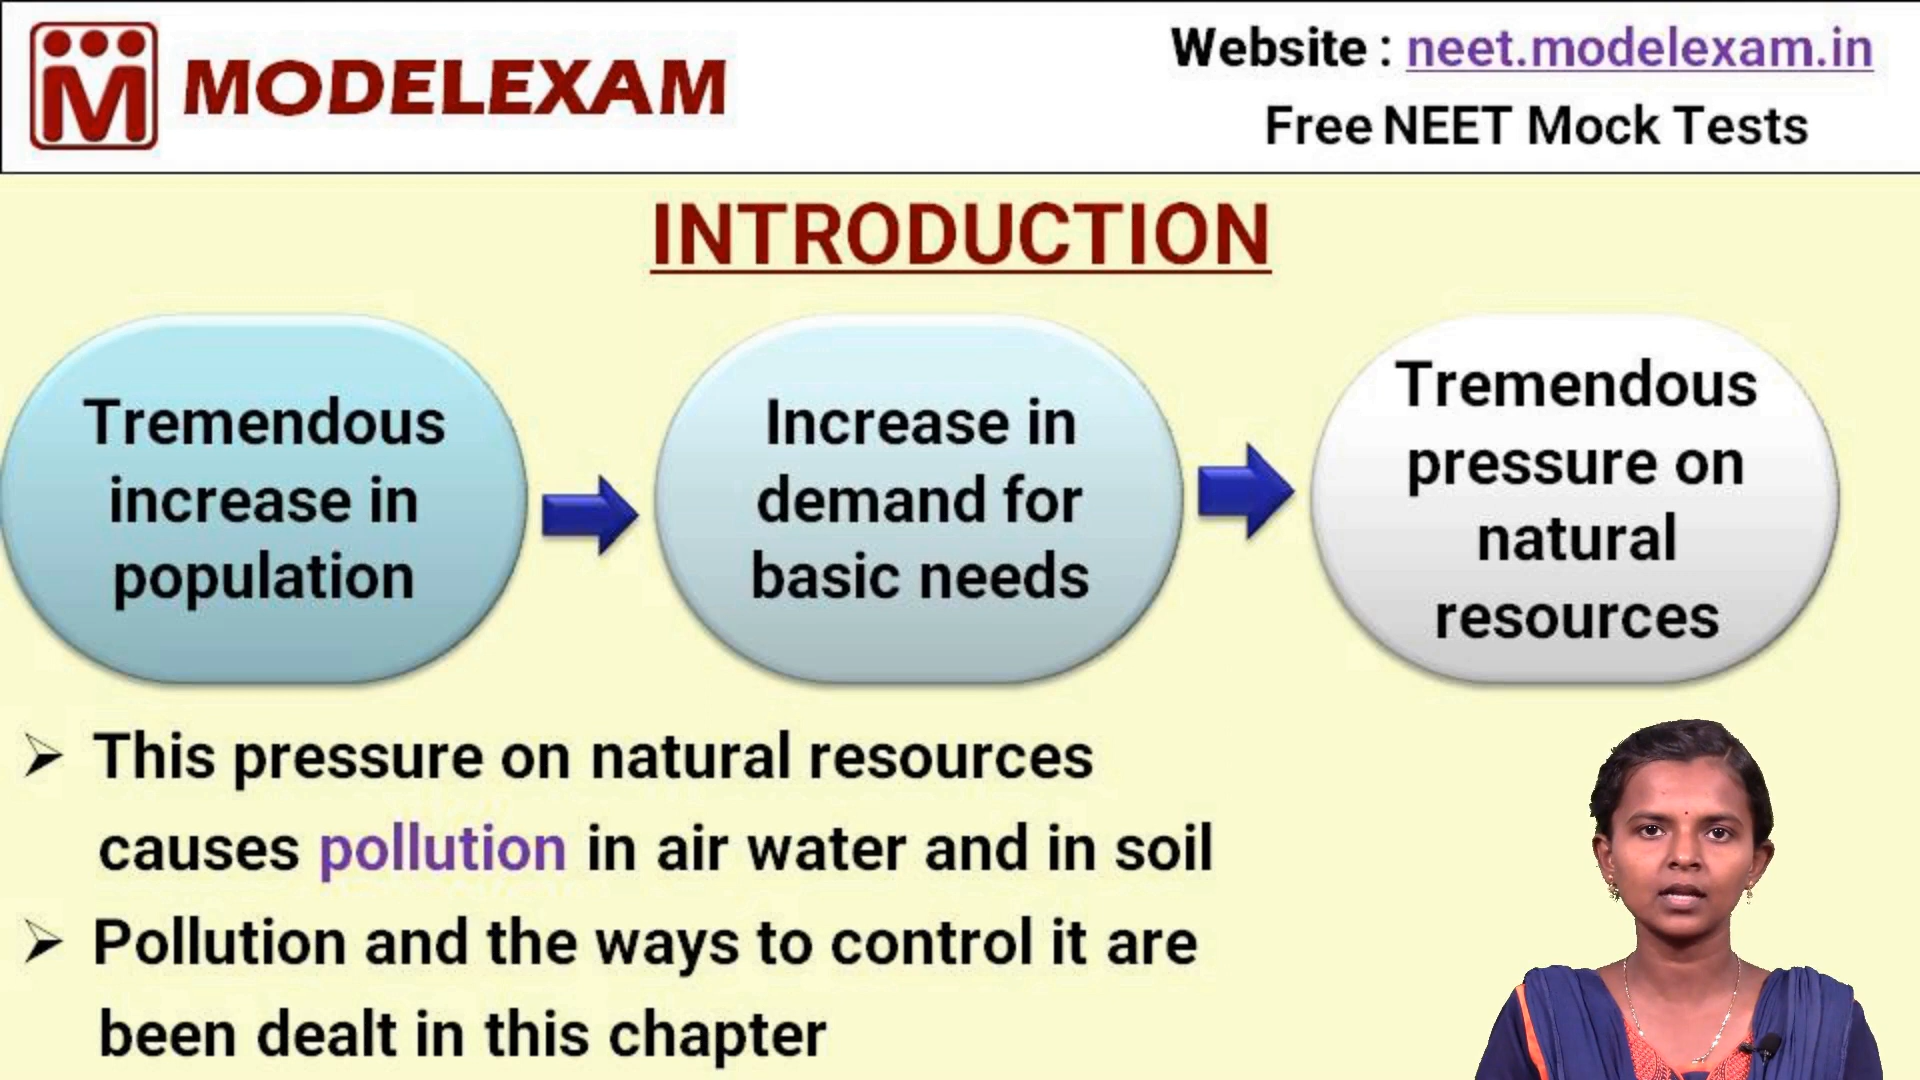 M MODELEXAM
Website : neet.modelexam.in
Free NEET Mock Tests
INTRODUCTION
Tremendous
increase in
population
Increase in
demand for
basic needs
Tremendous
pressure on
natural
resources
➢ This pressure on natural resources
causes pollution in air water and in soil
➢ Pollution and the ways to control it are
been dealt in this chapter